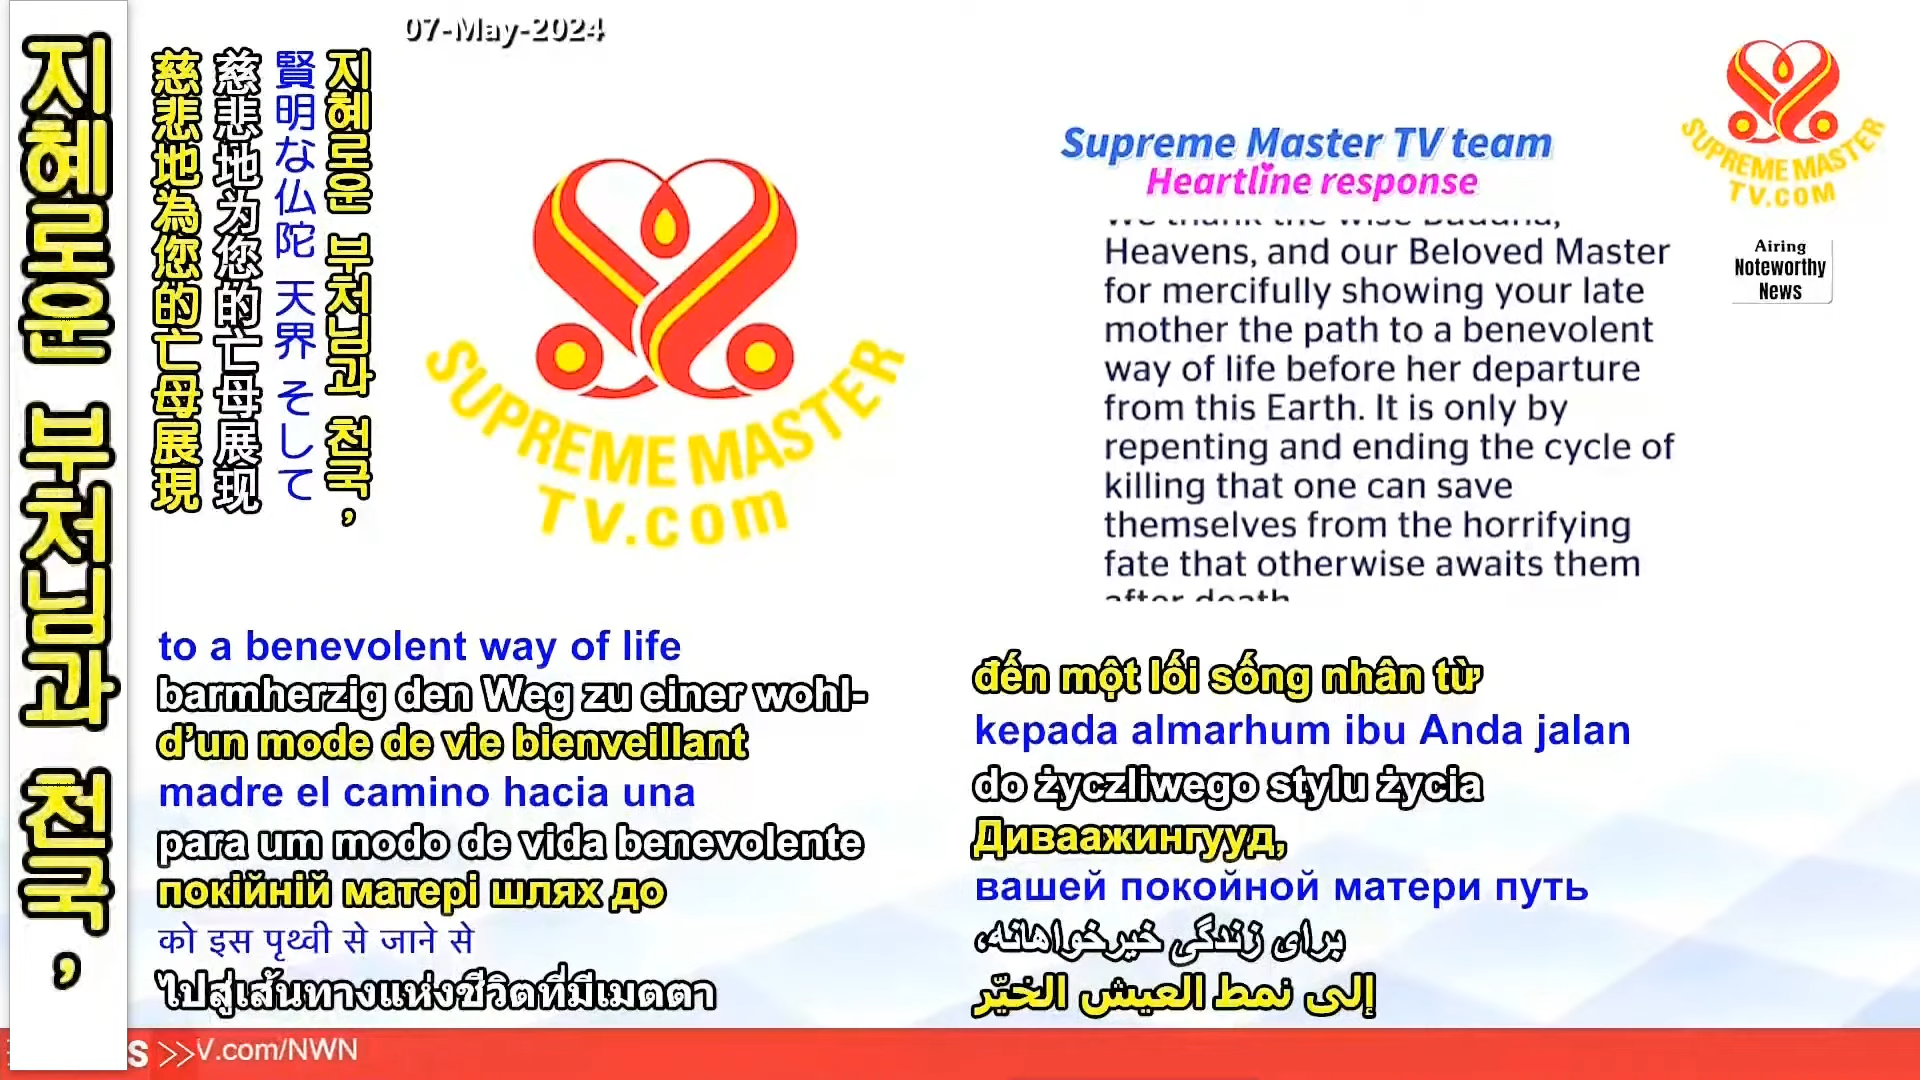 지혜로운 부처님과 천국,
慈悲地為您的亡母展現
慈悲地为您的亡母展现
賢明な仏陀 天界 そして
지혜로운 부처님과 천국,
07-May-2024
SUPREME MASTER
TV.com
Supreme Master TV team
Heartline response
We thank the wise Buddha,
Heavens, and our Beloved Master
for mercifully showing your late
mother the path to a benevolent
way of life before her departure
from this Earth. It is only by
repenting and ending the cycle of
killing that one can save
themselves from the horrifying
fate that otherwise awaits them
after death.
SUPREME MASTER
TV.COM
Airing
Noteworthy
News
to a benevolent way of life
barmherzig den Weg zu einer wohl-
d’un mode de vie bienveillant
madre el camino hacia una
para um modo de vida benevolente
покійній матері шлях до
को इस पृथ्वी से जाने से
ไปสู่เส้นทางแห่งชีวิตที่มีเมตตา
đến một lối sống nhân từ
kepada almarhum ibu Anda jalan
do życzliwego stylu życia
Диваажингууд,
вашей покойной матери путь
برای زندگی خیرخواهانه،
إلى نمط العيش الخيّر
S >> V.com/NWN